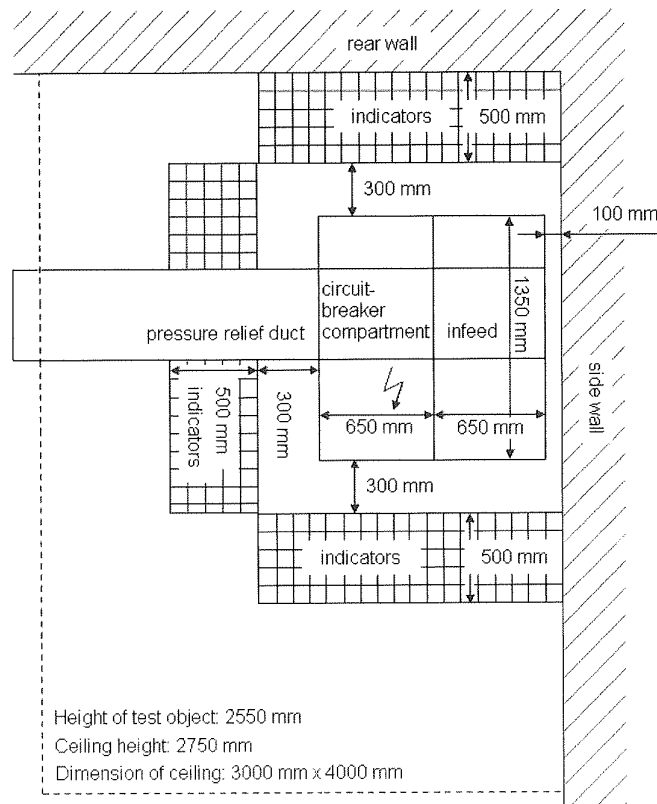 rear wall
indicators
500 mm
300 mm
100 mm
circuit-
breaker
compartment
pressure relief duct
infeed
1350 mm
side wall
500 mm
indicators
300 mm
650 mm
650 mm
300 mm
indicators
500 mm
Height of test object: 2550 mm
Ceiling height: 2750 mm
Dimension of ceiling: 3000 mm x 4000 mm